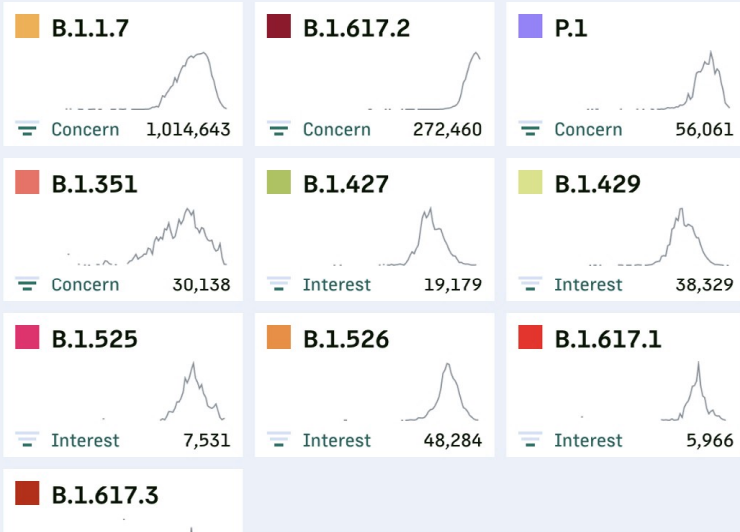 B.1.1.7
Concern 1,014,643
B.1.617.2
Concern 272,460
P.1
Concern 56,061
B.1.351
Concern 30,138
B.1.427
Interest 19,179
B.1.429
Interest 38,329
B.1.525
Interest 7,531
B.1.526
Interest 48,284
B.1.617.1
Interest 5,966
B.1.617.3